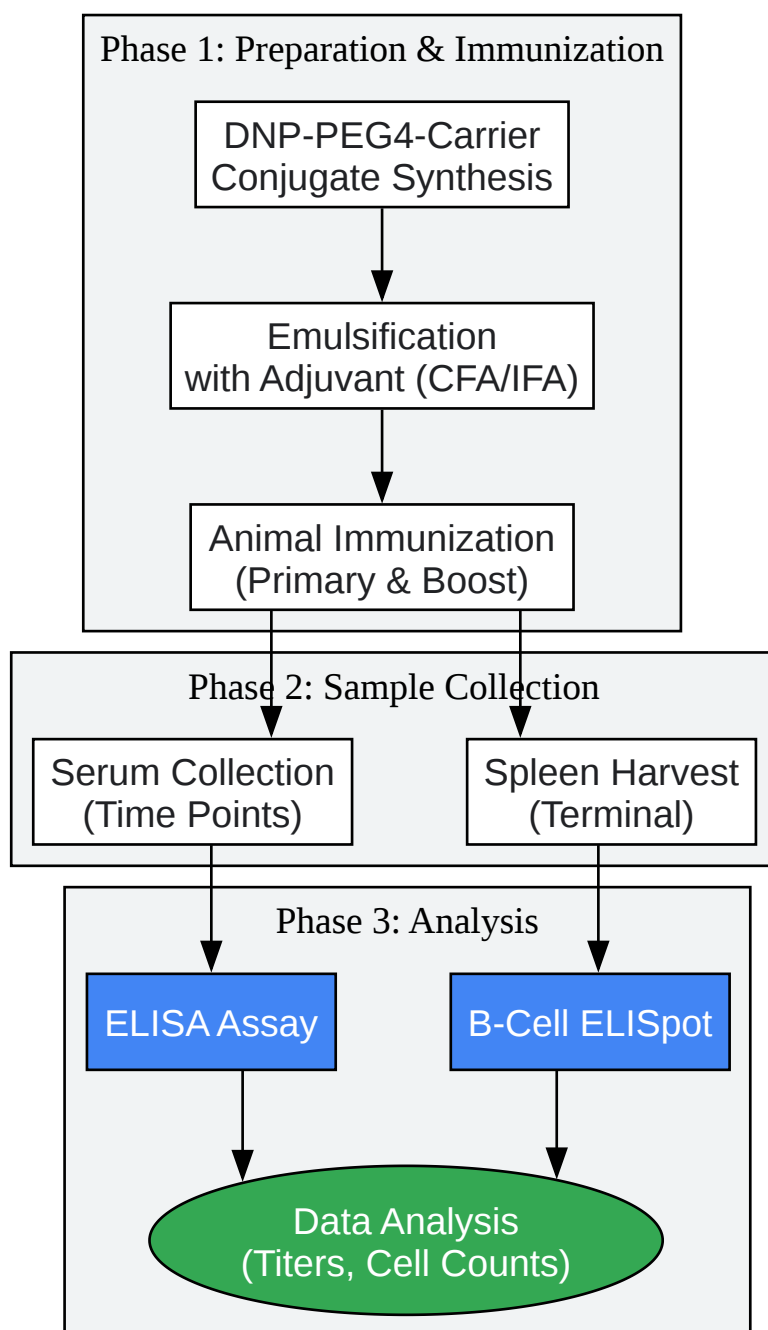 Phase 1: Preparation & Immunization
DNP-PEG4-Carrier
Conjugate Synthesis
Emulsification
with Adjuvant (CFA/IFA)
Animal Immunization
(Primary & Boost)
Phase 2: Sample Collection
Serum Collection
(Time Points)
Spleen Harvest
(Terminal)
Phase 3: Analysis
ELISA Assay
B-Cell ELISpot
Data Analysis
(Titers, Cell Counts)